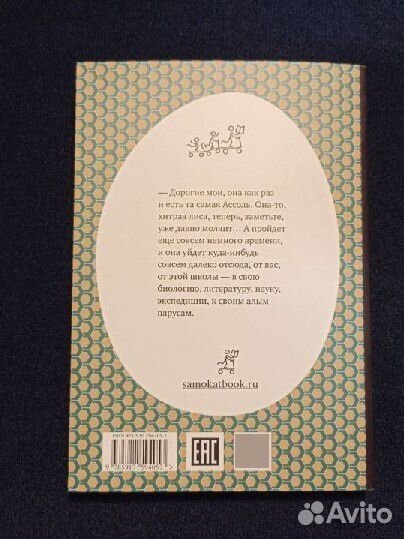 — Дорогие мои, она как раз
и есть та самая Ассоль. Она-то,
хитрая лиса, теперь, заметьте,
уже давно молчит... А пройдет
еще совсем немного времени,
и она уйдет куда-нибудь
совсем далеко отсюда, от вас,
от этой школы — в свою
биологию, литературу, науку,
экспедиции, к своим алым
парусам.
samokatbook.ru
EAC
Avito